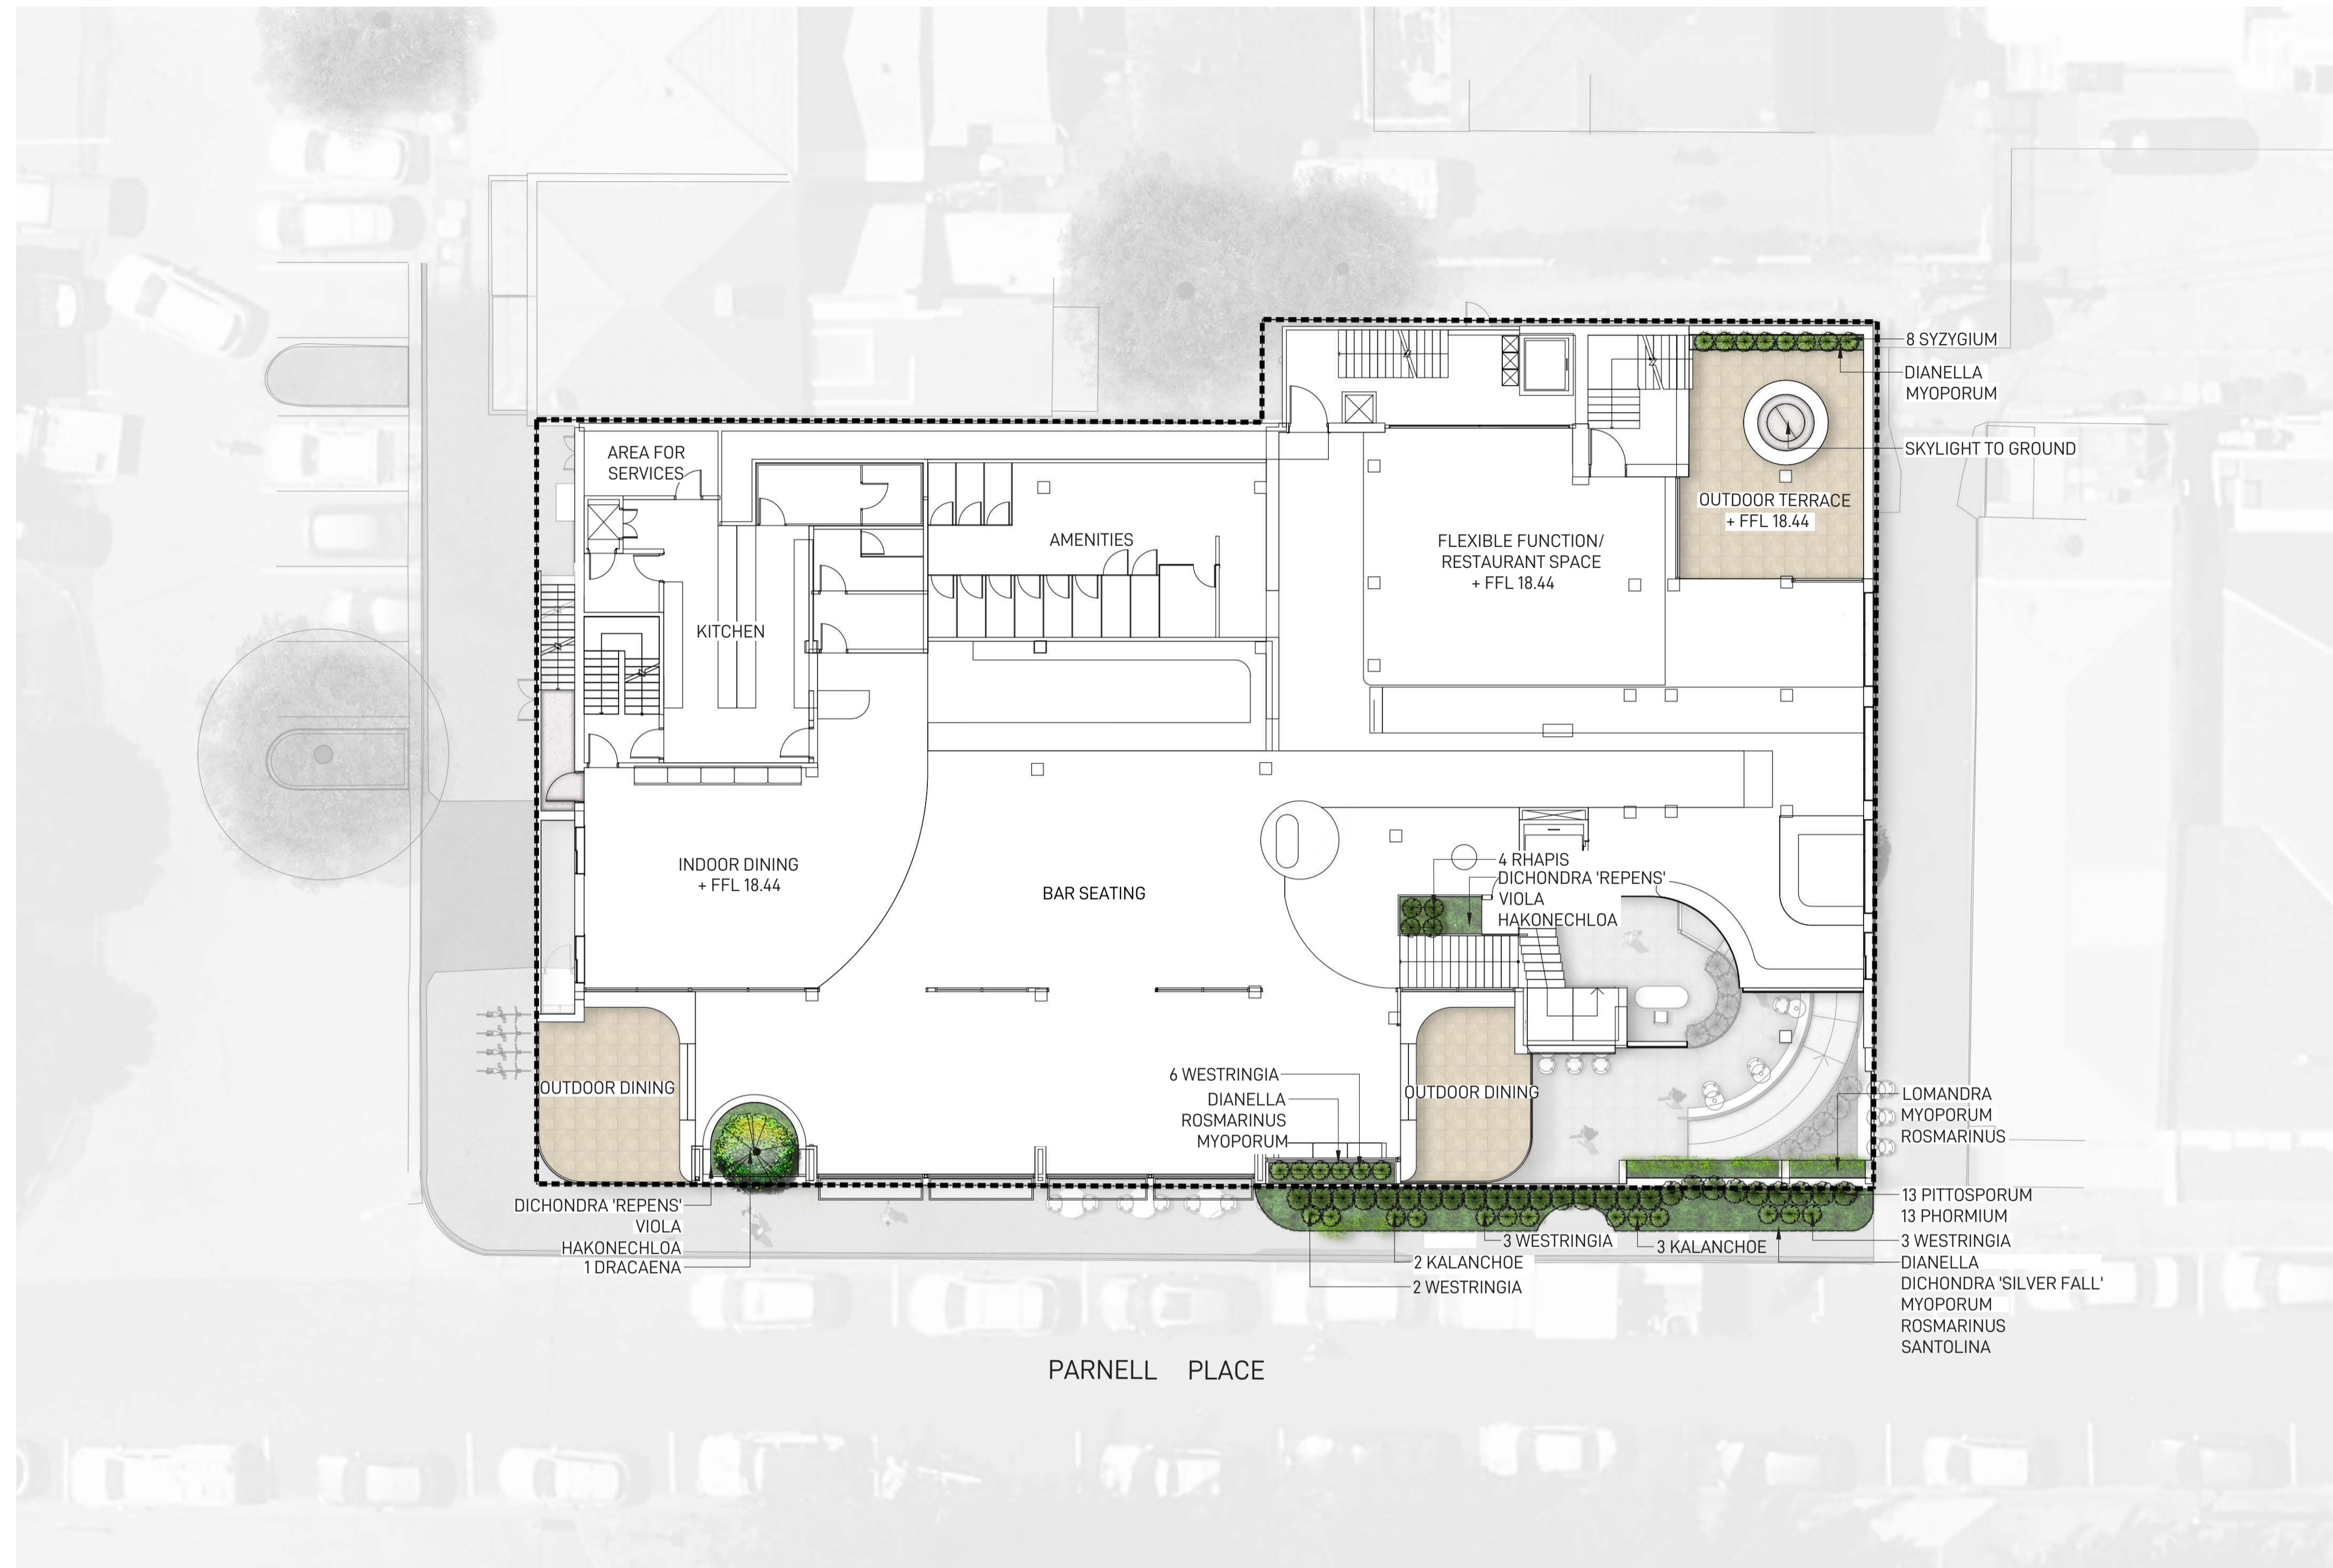 8 SYZYGIUM
DIANELLA
MYOPORUM
SKYLIGHT TO GROUND
OUTDOOR TERRACE
+ FFL 18.44
AREA FOR
SERVICES
AMENITIES
FLEXIBLE FUNCTION/
RESTAURANT SPACE
+ FFL 18.44
KITCHEN
INDOOR DINING
+ FFL 18.44
BAR SEATING
4 RHAPIS
DICHONDRA 'REPENS'
VIOLA
HAKONECHLOA
OUTDOOR DINING
6 WESTRINGIA
DIANELLA
ROSMARINUS
MYOPORUM
OUTDOOR DINING
LOMANDRA
MYOPORUM
ROSMARINUS
DICHONDRA 'REPENS'
VIOLA
HAKONECHLOA
1 DRACAENA
13 PITTOSPORUM
13 PHORMIUM
3 WESTRINGIA
3 KALANCHOE
3 WESTRINGIA
2 KALANCHOE
2 WESTRINGIA
DIANELLA
DICHONDRA 'SILVER FALL'
MYOPORUM
ROSMARINUS
SANTOLINA
PARNELL PLACE